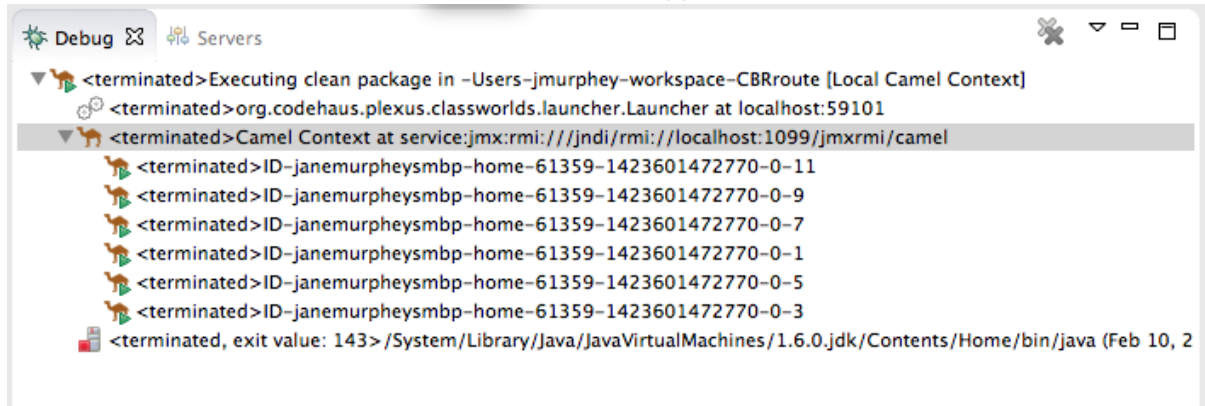 Debug Servers
<terminated>Executing clean package in -Users-jmurphey-workspace-CBRroute [Local Camel Context]
<terminated>org.codehaus.plexus.classworlds.launcher.Launcher at localhost:59101
<terminated>Camel Context at service:jmx:rmi:///jndi/rmi://localhost:1099/jmxrmi/camel
<terminated>ID-janemurpheysmbp-home-61359-1423601472770-0-11
<terminated>ID-janemurpheysmbp-home-61359-1423601472770-0-9
<terminated>ID-janemurpheysmbp-home-61359-1423601472770-0-7
<terminated>ID-janemurpheysmbp-home-61359-1423601472770-0-1
<terminated>ID-janemurpheysmbp-home-61359-1423601472770-0-5
<terminated>ID-janemurpheysmbp-home-61359-1423601472770-0-3
<terminated, exit value: 143>/System/Library/Java/JavaVirtualMachines/1.6.0.jdk/Contents/Home/bin/java (Feb 10, 2